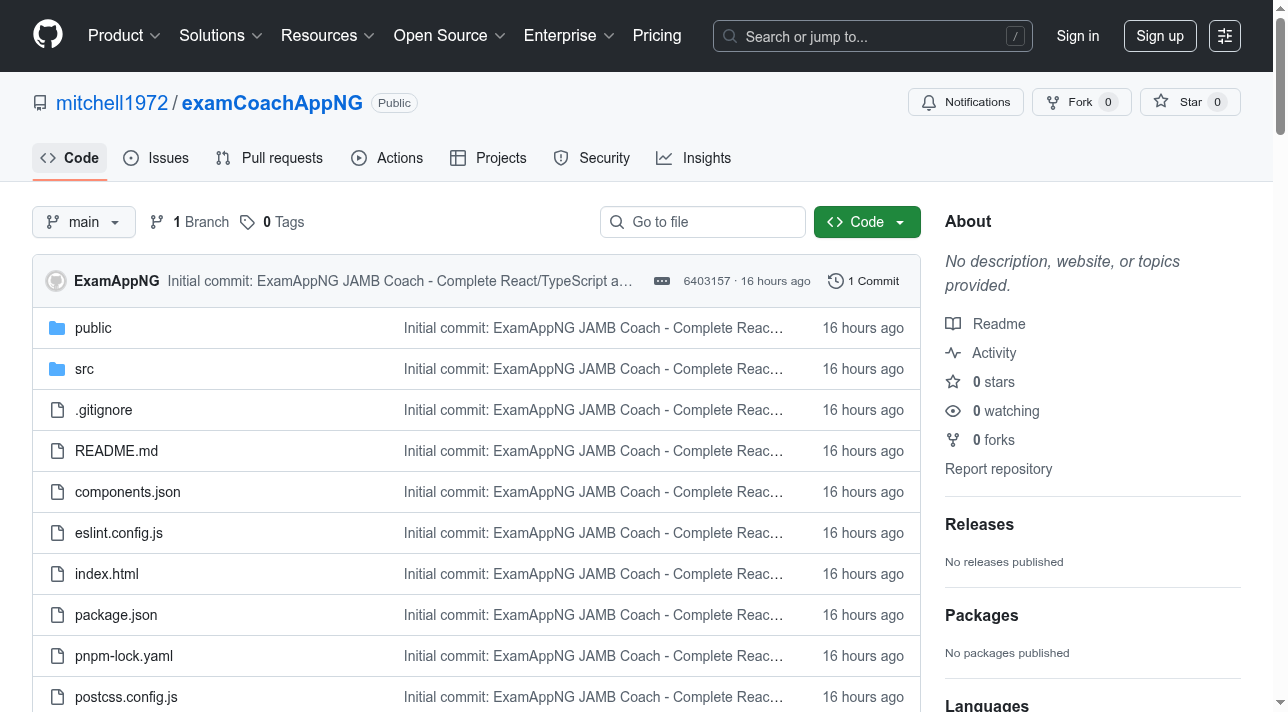 Product Solutions Resources Open Source Enterprise Pricing Search or jump to... / Sign in Sign up
mitchell1972 / examCoachAppNG Public Notifications Fork 0 Star 0
Code Issues Pull requests Actions Projects Security Insights
main 1 Branch 0 Tags Go to file Code
ExamAppNG Initial commit: ExamAppNG JAMB Coach - Complete React/TypeScript a… 6403157 · 16 hours ago 1 Commit
public Initial commit: ExamAppNG JAMB Coach - Complete Reac… 16 hours ago
src Initial commit: ExamAppNG JAMB Coach - Complete Reac… 16 hours ago
.gitignore Initial commit: ExamAppNG JAMB Coach - Complete Reac… 16 hours ago
README.md Initial commit: ExamAppNG JAMB Coach - Complete Reac… 16 hours ago
components.json Initial commit: ExamAppNG JAMB Coach - Complete Reac… 16 hours ago
eslint.config.js Initial commit: ExamAppNG JAMB Coach - Complete Reac… 16 hours ago
index.html Initial commit: ExamAppNG JAMB Coach - Complete Reac… 16 hours ago
package.json Initial commit: ExamAppNG JAMB Coach - Complete Reac… 16 hours ago
pnpm-lock.yaml Initial commit: ExamAppNG JAMB Coach - Complete Reac… 16 hours ago
postcss.config.js Initial commit: ExamAppNG JAMB Coach - Complete Reac… 16 hours ago
About
No description, website, or topics
provided.
Readme
Activity
0 stars
0 watching
0 forks
Report repository
Releases
No releases published
Packages
No packages published
Languages